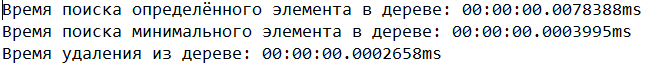 Время поиска определённого элемента в дереве: 00:00:00.0078388ms
Время поиска минимального элемента в дереве: 00:00:00.0003995ms
Время удаления из дереве: 00:00:00.0002658ms